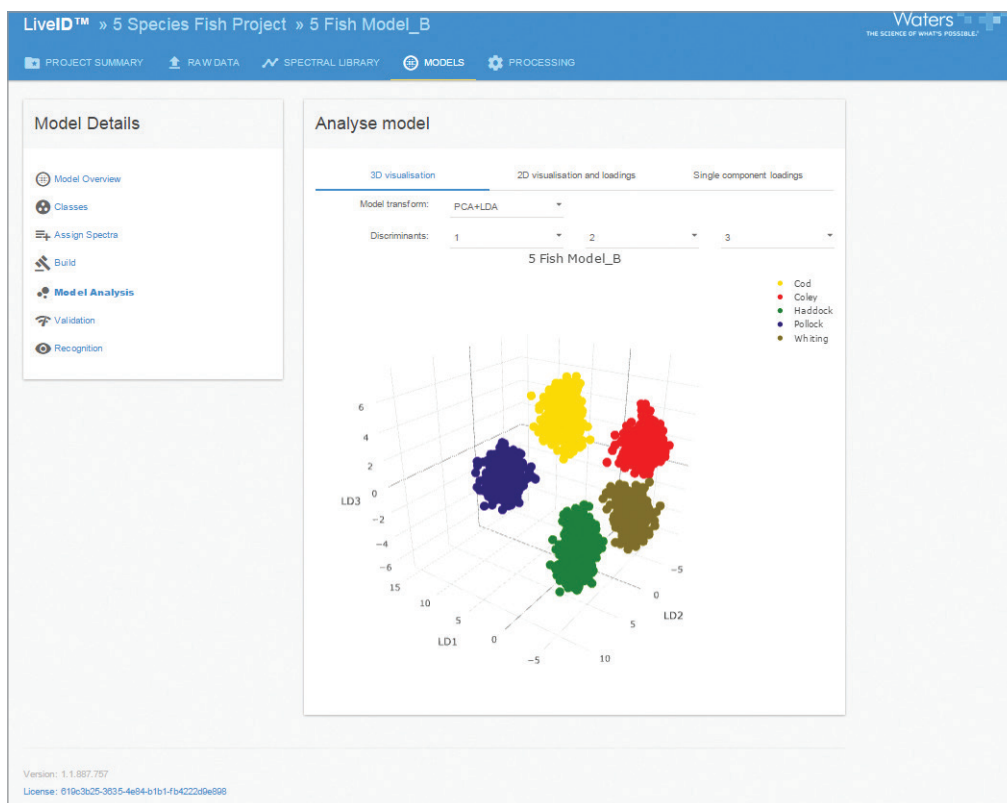 LiveID™ » 5 Species Fish Project » 5 Fish Model_B
Waters
THE SCIENCE OF WHAT'S POSSIBLE.
PROJECT SUMMARY RAW DATA SPECTRAL LIBRARY MODELS PROCESSING
Model Details
Model Overview
Classes
Assign Spectra
Build
Model Analysis
Validation
Recognition
Analyse model
3D visualisation 2D visualisation and loadings Single component loadings
Model transform: PCA+LDA
Discriminants: 1 2 3
5 Fish Model_B
Cod
Coley
Haddock
Pollock
Whiting
6
4
2
0
LD3
−2
−4
−6
15
10
5
0
−5
LD1
−5
0
5
10
LD2
Version: 1.1.887.757
License: 619c3b25-3635-4e84-b1b1-fb4222d9e898